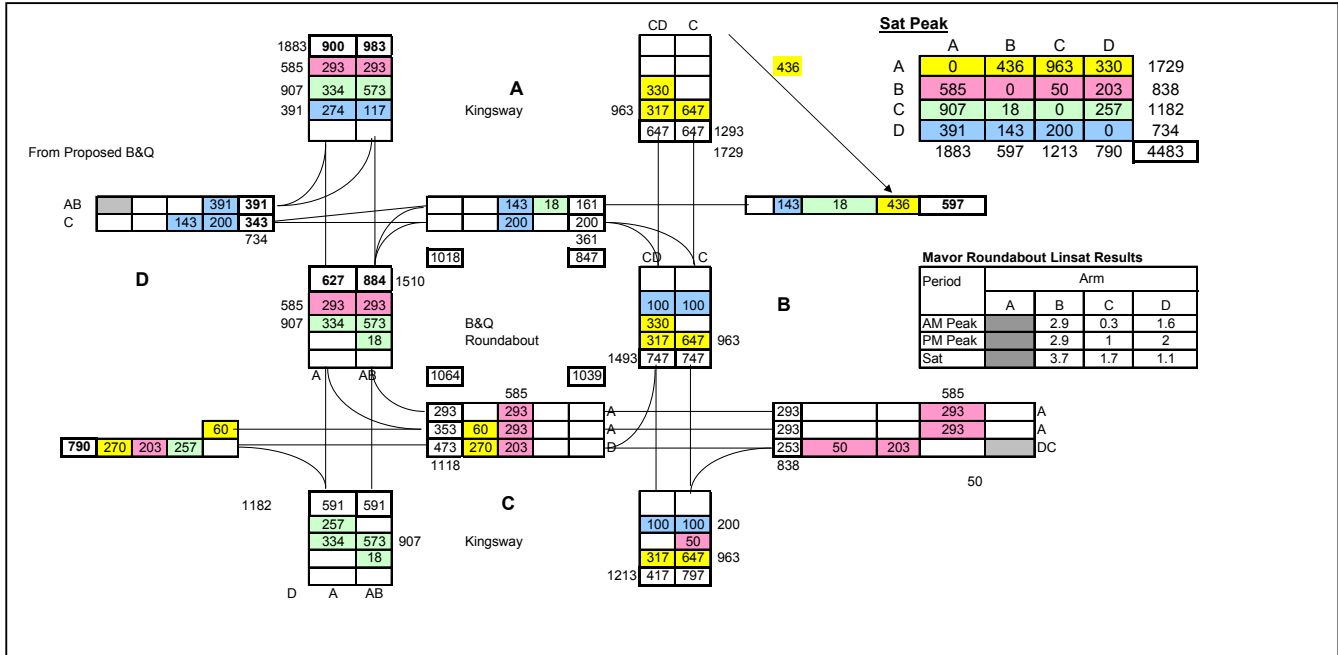 CD C Sat Peak
1883 900 983 A B C D
585 293 293 436 A 0 436 963 330 1729
907 334 573 A 330 B 585 0 50 203 838
391 274 117 Kingsway 963 317 647 C 907 18 0 257 1182
647 647 1293 D 391 143 200 0 734
From Proposed B&Q 1729 1883 597 1213 790 4483
AB 391 391 143 18 161 143 18 436 597
C 143 200 343 200 200
734 361
1018 847 CD C Mavor Roundabout Linsat Results
D 627 884 1510 Period Arm
585 293 293 100 100 B A B C D
907 334 573 B&Q 330 AM Peak 2.9 0.3 1.6
18 Roundabout 317 647 963 PM Peak 2.9 1 2
1493 747 747 Sat 3.7 1.7 1.1
A AB 1064 1039
585 585
293 293 A 293 293 A
60 353 60 293 A 293 293 A
790 270 203 257 473 270 203 D 253 50 203 DC
1118 838
50
1182 591 591 C
257 100 100 200
334 573 907 Kingsway 50
18 317 647 963
1213 417 797
D A AB